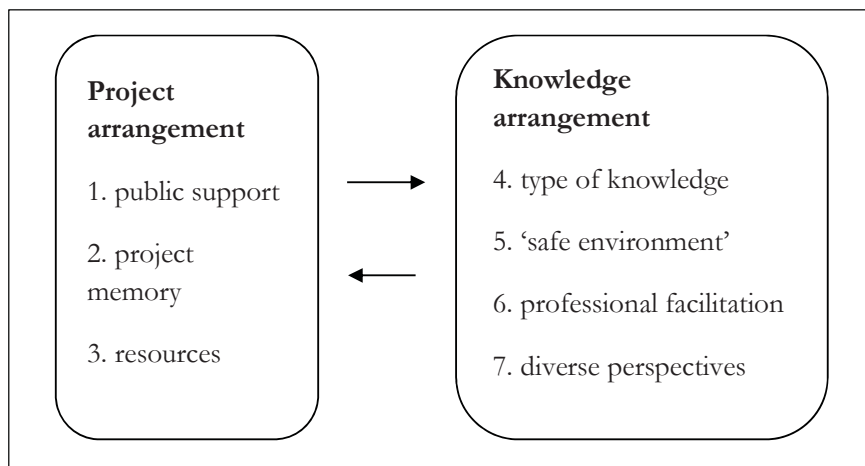 Project
arrangement
1. public support
2. project
memory
3. resources
Knowledge
arrangement
4. type of knowledge
5. ‘safe environment’
6. professional facilitation
7. diverse perspectives